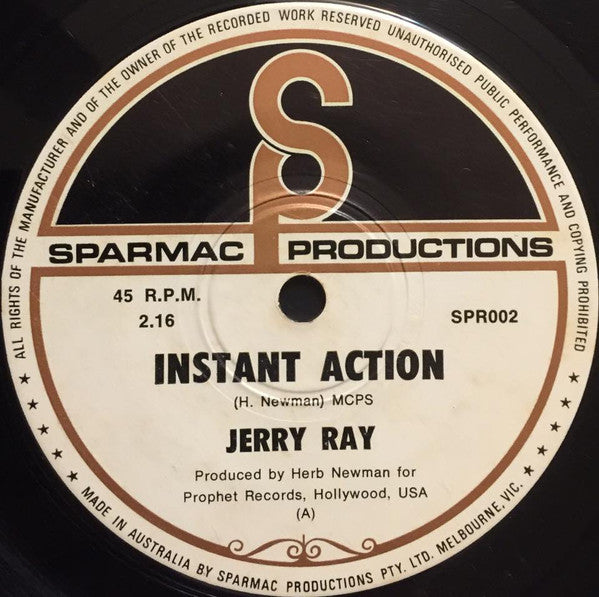 ALL RIGHTS OF THE MANUFACTURER AND OF THE OWNER OF THE RECORDED WORK RESERVED UNAUTHORISED PUBLIC PERFORMANCE AND COPYING PROHIBITED
SP
SPARMAC PRODUCTIONS
45 R.P.M.
2.16
SPR002
INSTANT ACTION
(H. Newman) MCPS
JERRY RAY
Produced by Herb Newman for
Prophet Records, Hollywood, USA
(A)
★ ★ ★ ★ ★ MADE IN AUSTRALIA BY SPARMAC PRODUCTIONS PTY. LTD. MELBOURNE, VIC. ★ ★ ★ ★ ★